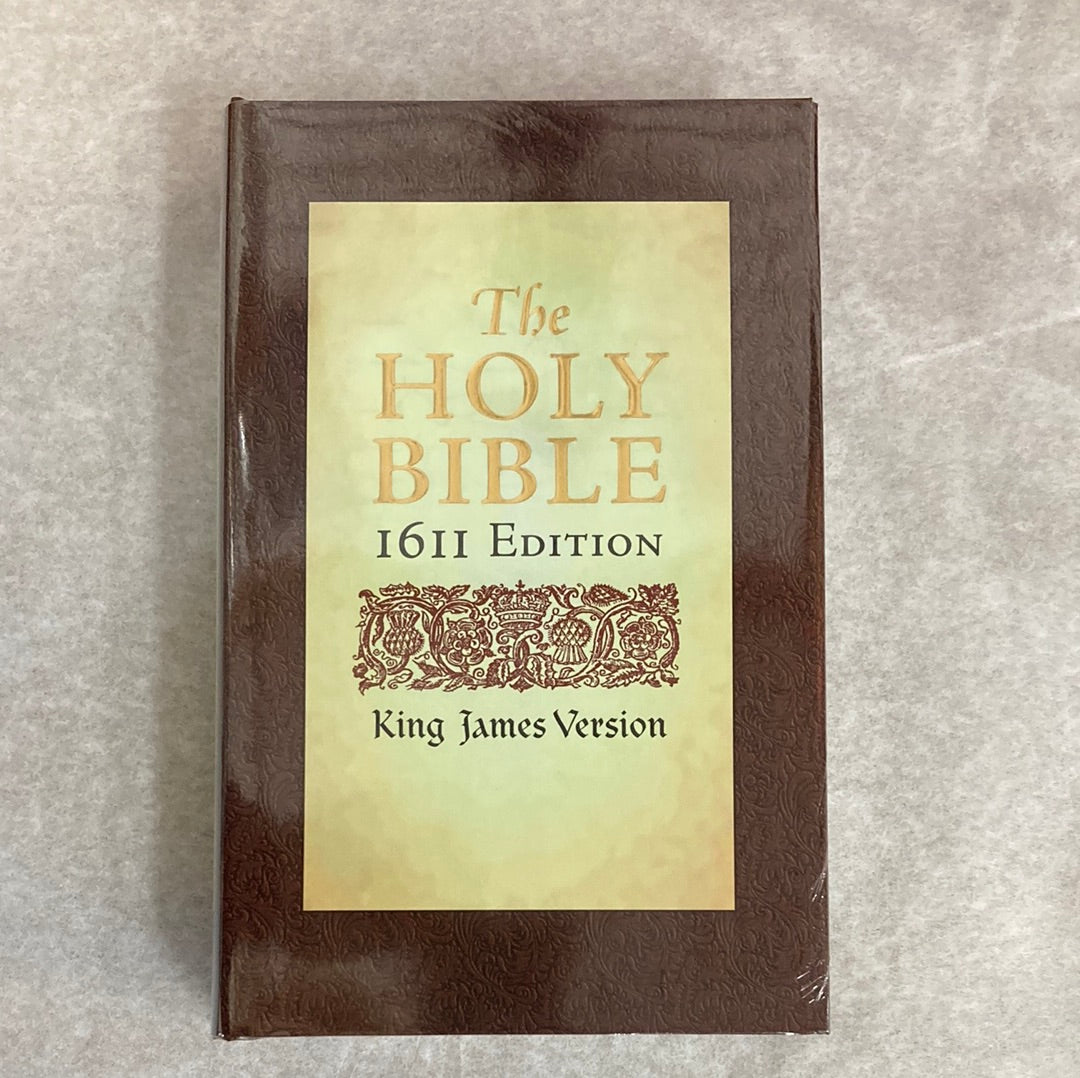 The
HOLY
BIBLE
1611 EDITION
King James Version